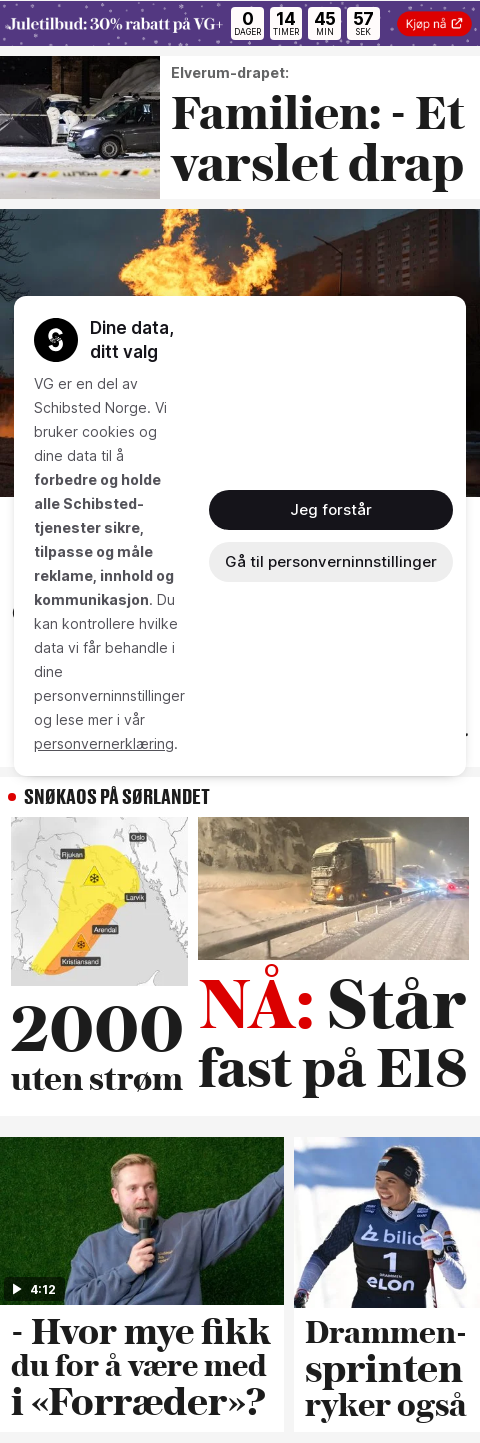 Juletilbud: 30% rabatt på VG+
0 14 45 57
DAGER TIMER MIN SEK
Kjøp nå
Elverum-drapet:
Familien: - Et
varslet drap
Dine data,
ditt valg
VG er en del av
Schibsted Norge. Vi
bruker cookies og
dine data til å
forbedre og holde
alle Schibsted-
tjenester sikre,
tilpasse og måle
reklame, innhold og
kommunikasjon. Du
kan kontrollere hvilke
data vi får behandle i
dine
personverninnstillinger
og lese mer i vår
personvernerklæring.
Jeg forstår
Gå til personverninnstillinger
SNØKAOS PÅ SØRLANDET
Oslo
Rjukan
Larvik
Arendal
Kristiansand
2000
uten strøm
NÅ: Står
fast på E18
4:12
- Hvor mye fikk
du for å være med
i «Forræder»?
bilia
1
DRAMMEN
eLON
Drammen-
sprinten
ryker også